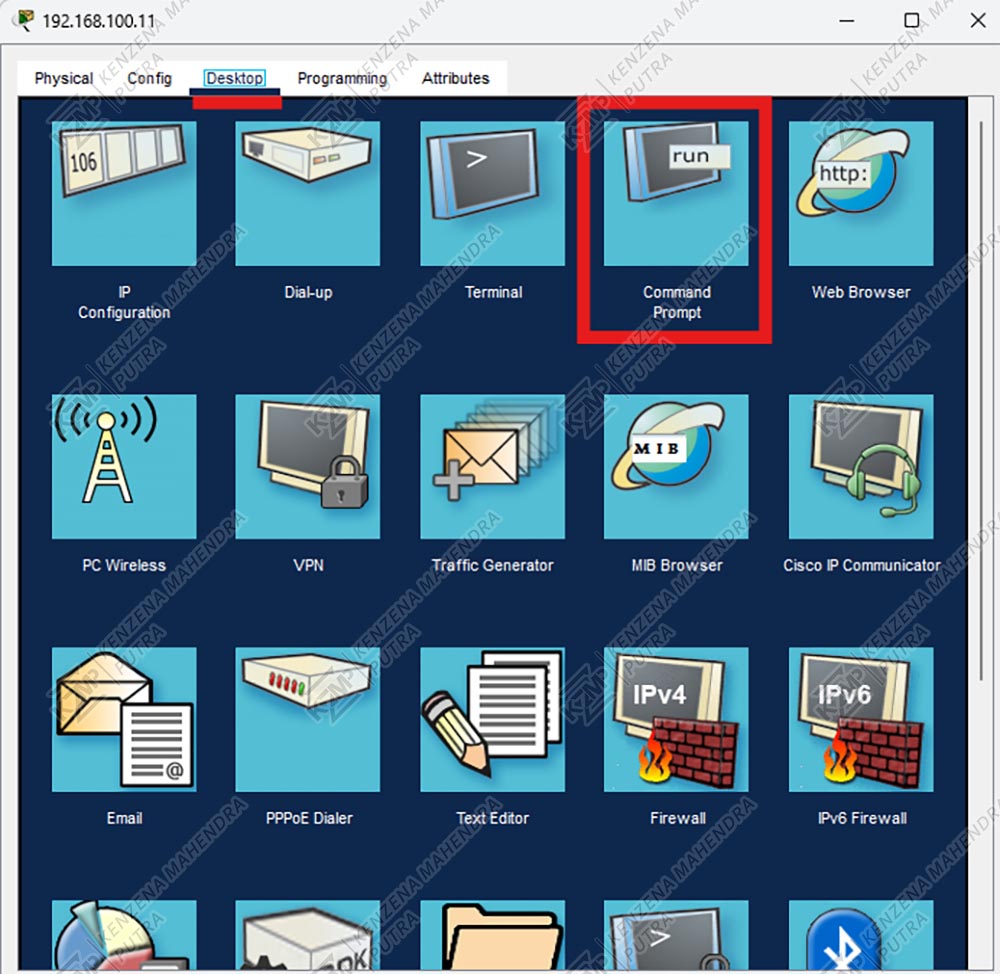 192.168.100.11
Physical Config Desktop Programming Attributes
106
>
run
http:
IP
Configuration
Dial-up
Terminal
Command
Prompt
Web Browser
MIB
PC Wireless
VPN
Traffic Generator
MIB Browser
Cisco IP Communicator
@
IPv4
IPv6
Email
PPPoE Dialer
Text Editor
Firewall
IPv6 Firewall
>
KENZENA MAHENDRA
PUTRA